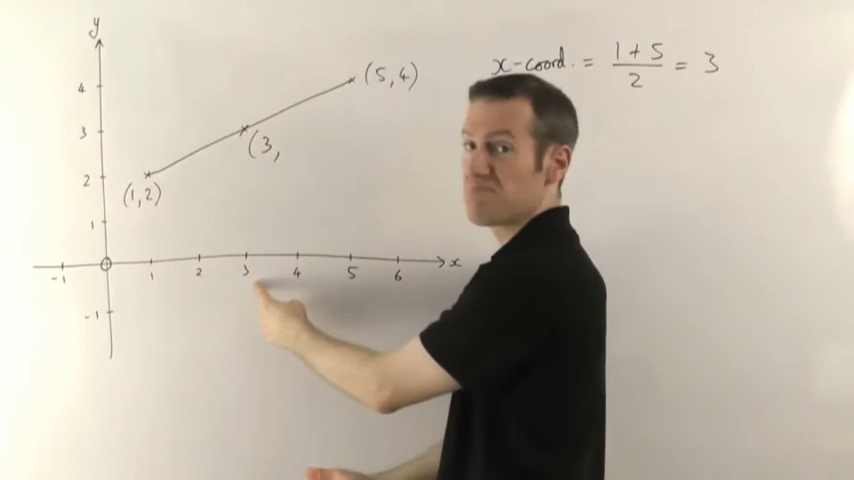 y
x-coord. = 1 + 5 / 2 = 3
(5, 4)
4
3
(3,
2
(1, 2)
1
-1 1 2 3 4 5 6 x
-1